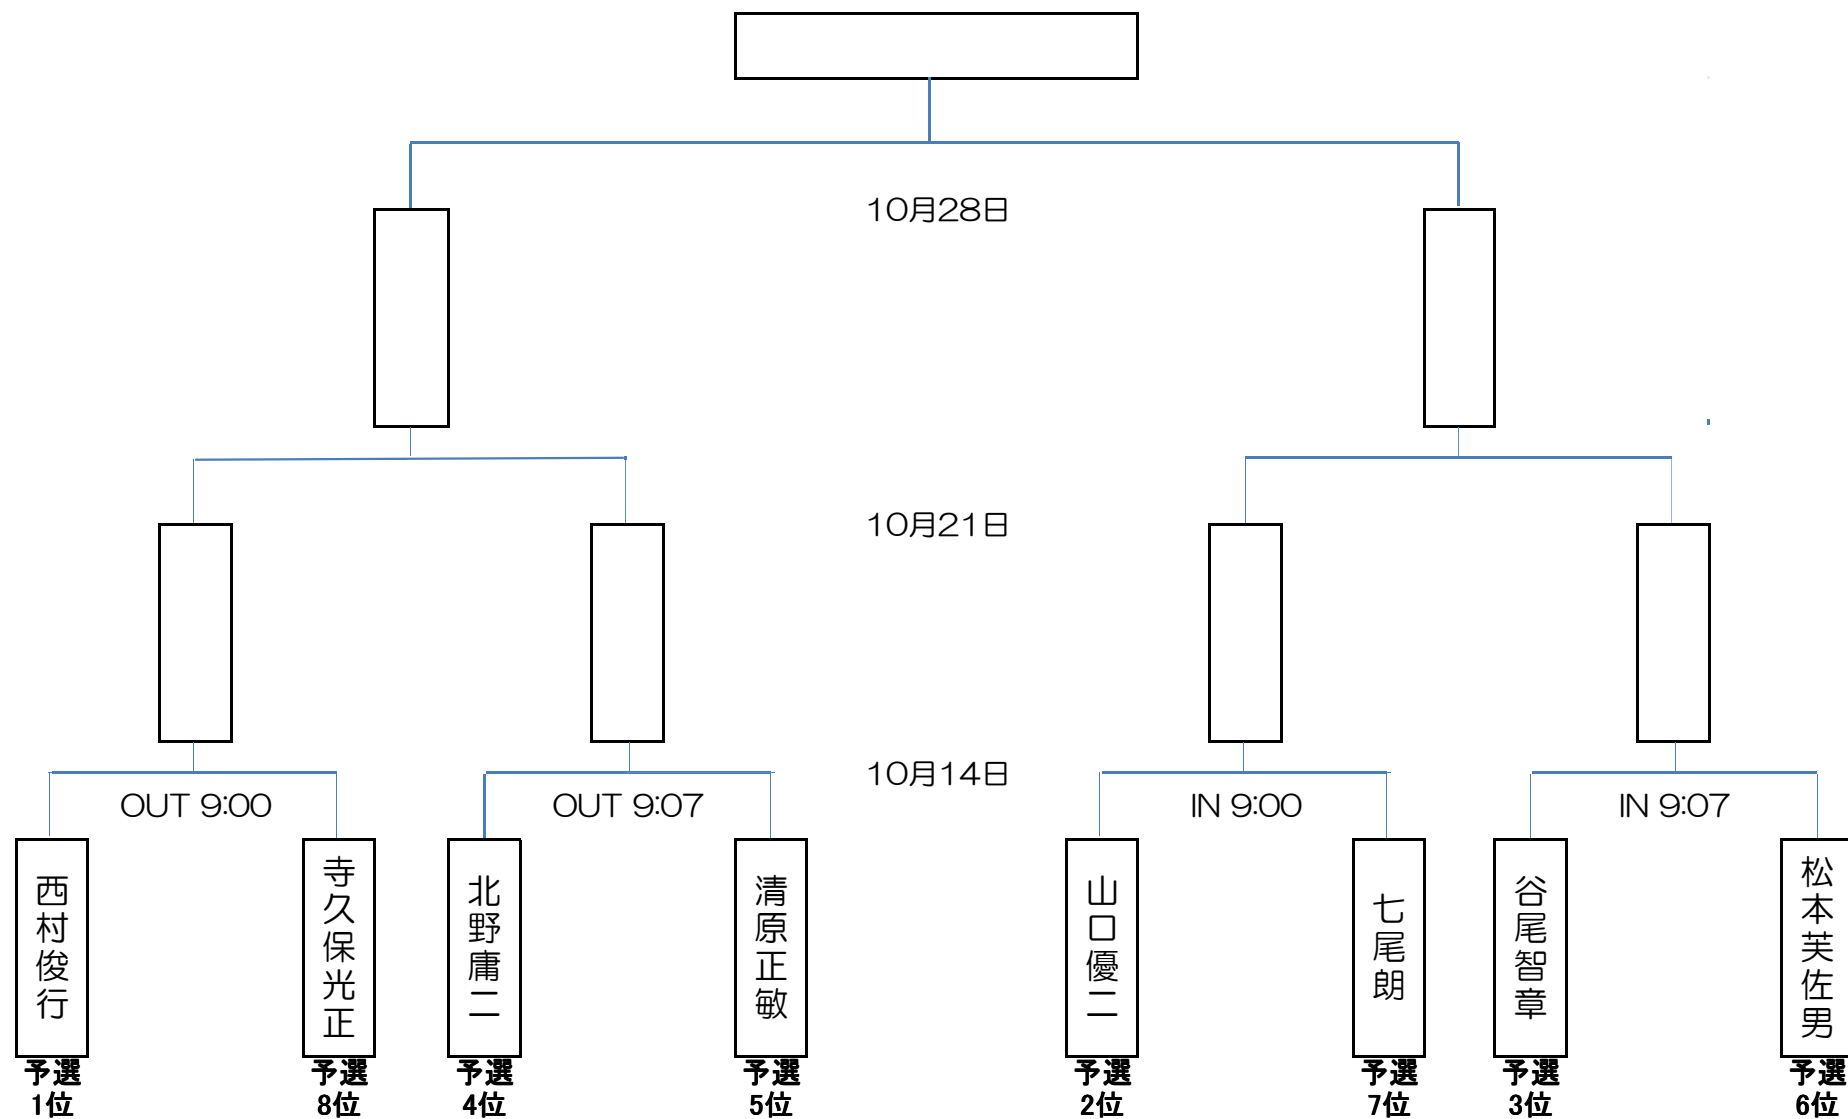 10月28日
10月21日
10月14日
OUT 9:00
OUT 9:07
IN 9:00
IN 9:07
西村俊行
寺久保光正
北野庸二
清原正敏
山口優二
七尾朗
谷尾智章
松本芙佐男
予選
1位
予選
8位
予選
4位
予選
5位
予選
2位
予選
7位
予選
3位
予選
6位